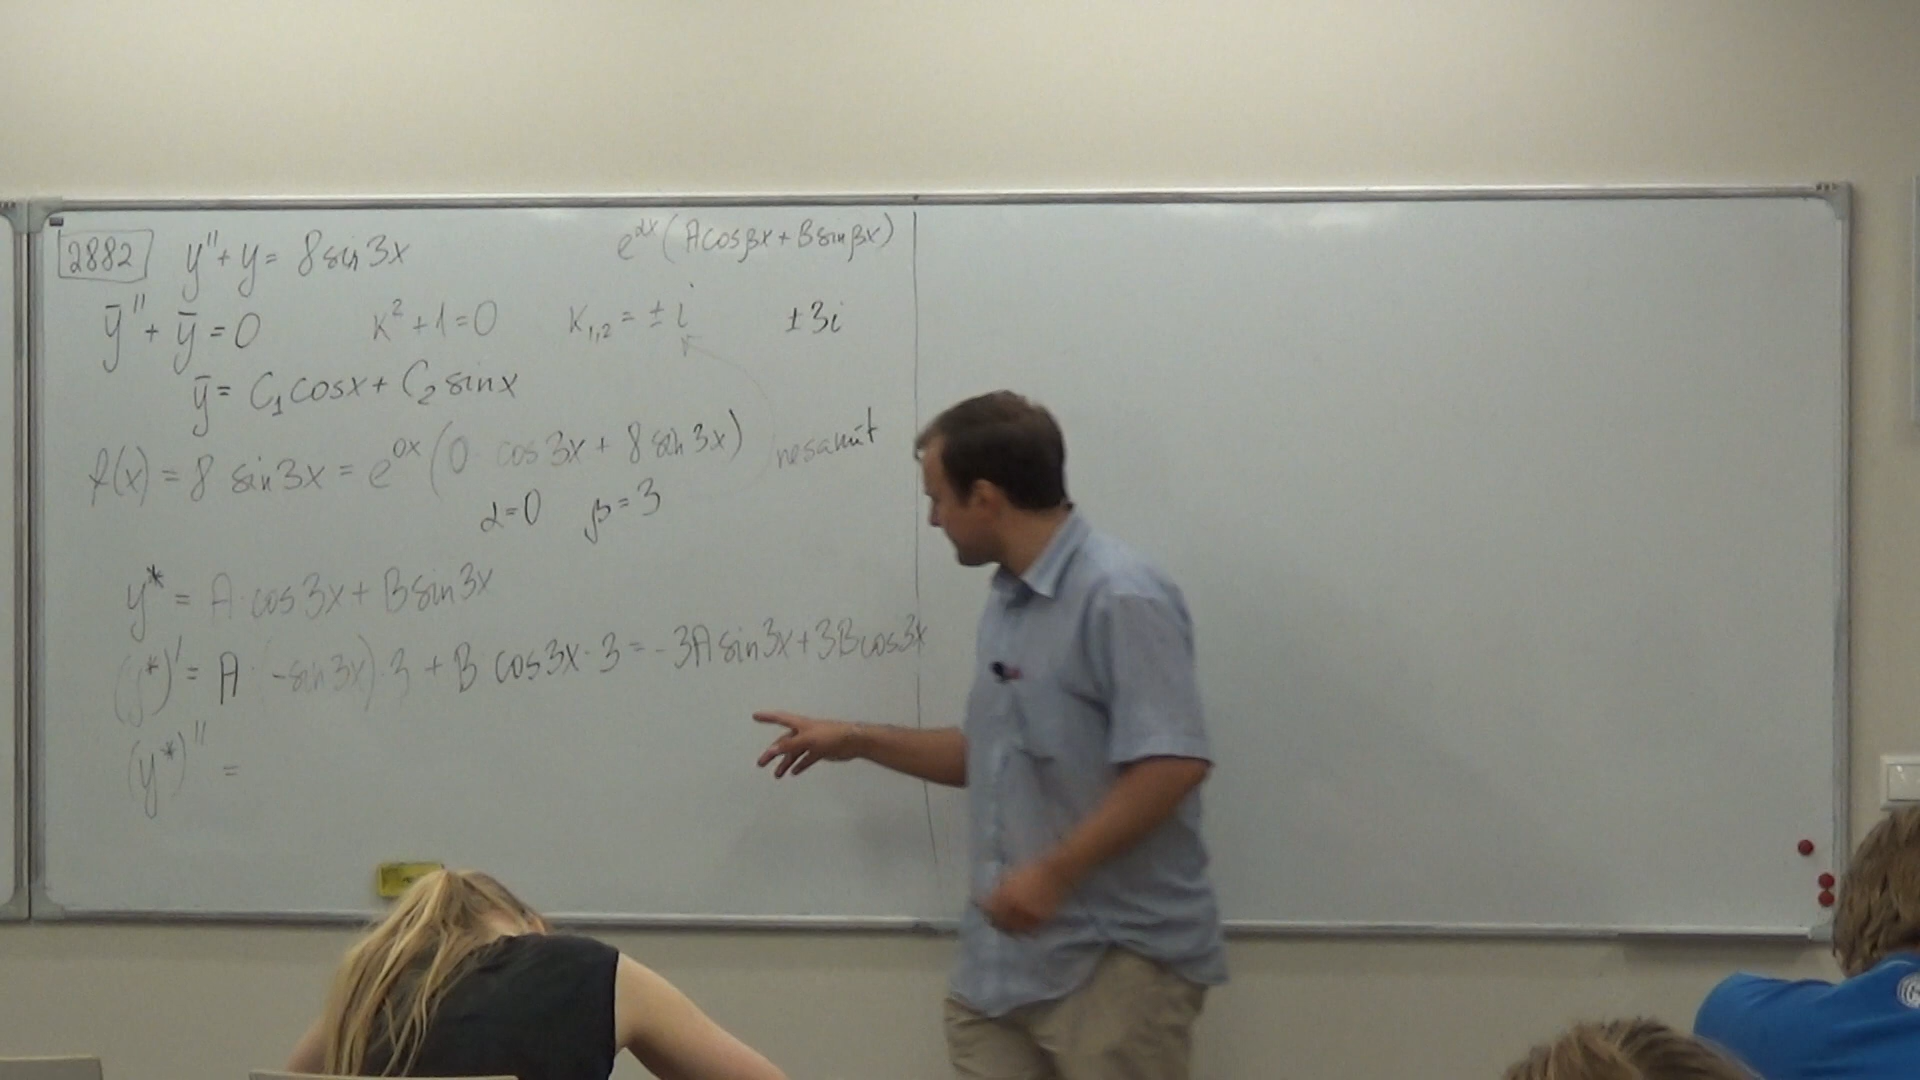 2882 y'' + y = 8 sin 3x
e^αx (A cos βx + B sin βx)
ȳ'' + ȳ = 0 K² + 1 = 0 K₁,₂ = ± i ± 3i
ȳ = C₁ cos x + C₂ sin x
f(x) = 8 sin 3x = e^0x (0 cos 3x + 8 sin 3x) nesakrīt
α = 0 β = 3
y* = A · cos 3x + B sin 3x
(y*)' = A · (-sin 3x) · 3 + B cos 3x · 3 = -3A sin 3x + 3B cos 3x
(y*)'' =